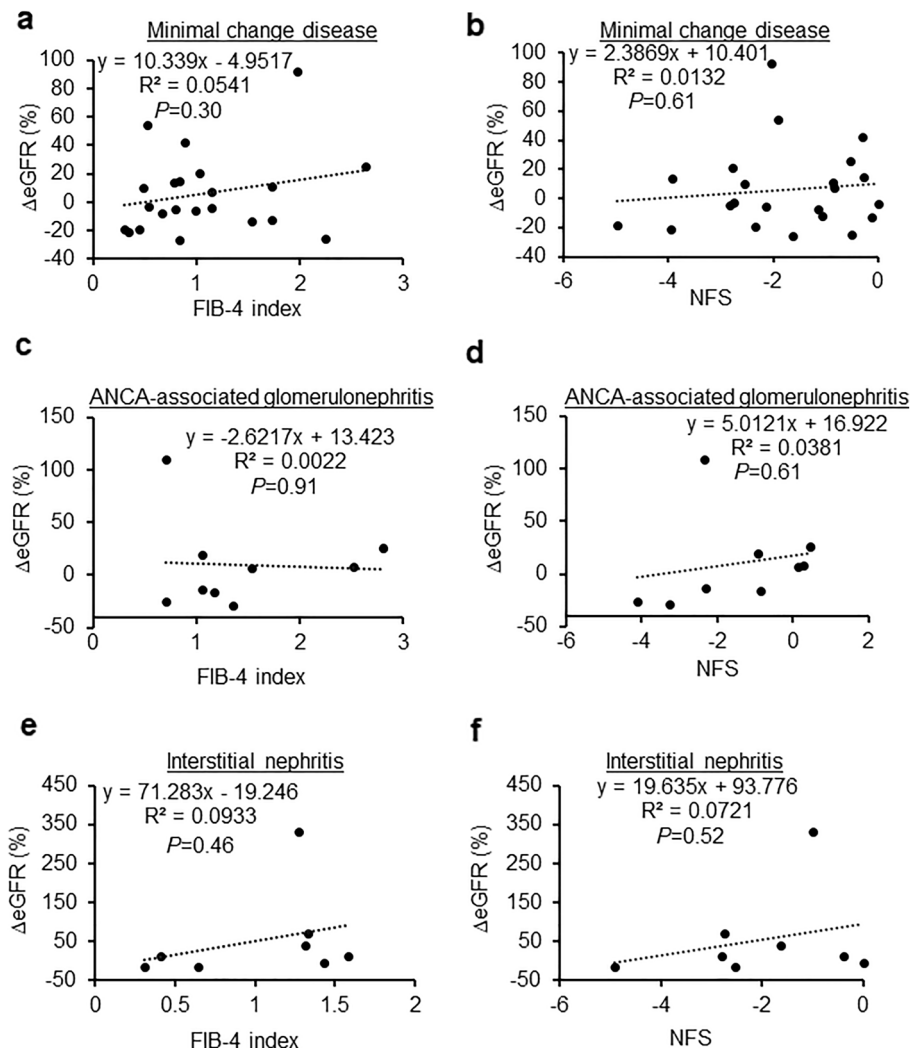 a
Minimal change disease
y = 10.339x - 4.9517
R² = 0.0541
P=0.30
ΔeGFR (%)
100
80
60
40
20
0
-20
-40
0
1
2
3
FIB-4 index
b
Minimal change disease
y = 2.3869x + 10.401
R² = 0.0132
P=0.61
ΔeGFR (%)
100
80
60
40
20
0
-20
-40
-6
-4
-2
0
NFS
c
ANCA-associated glomerulonephritis
y = -2.6217x + 13.423
R² = 0.0022
P=0.91
ΔeGFR (%)
150
100
50
0
-50
0
1
2
3
FIB-4 index
d
ANCA-associated glomerulonephritis
y = 5.0121x + 16.922
R² = 0.0381
P=0.61
ΔeGFR (%)
150
100
50
0
-50
-6
-4
-2
0
2
NFS
e
Interstitial nephritis
y = 71.283x - 19.246
R² = 0.0933
P=0.46
ΔeGFR (%)
450
350
250
150
50
-50
0
0.5
1
1.5
2
FIB-4 index
f
Interstitial nephritis
y = 19.635x + 93.776
R² = 0.0721
P=0.52
ΔeGFR (%)
450
350
250
150
50
-50
-6
-4
-2
0
NFS